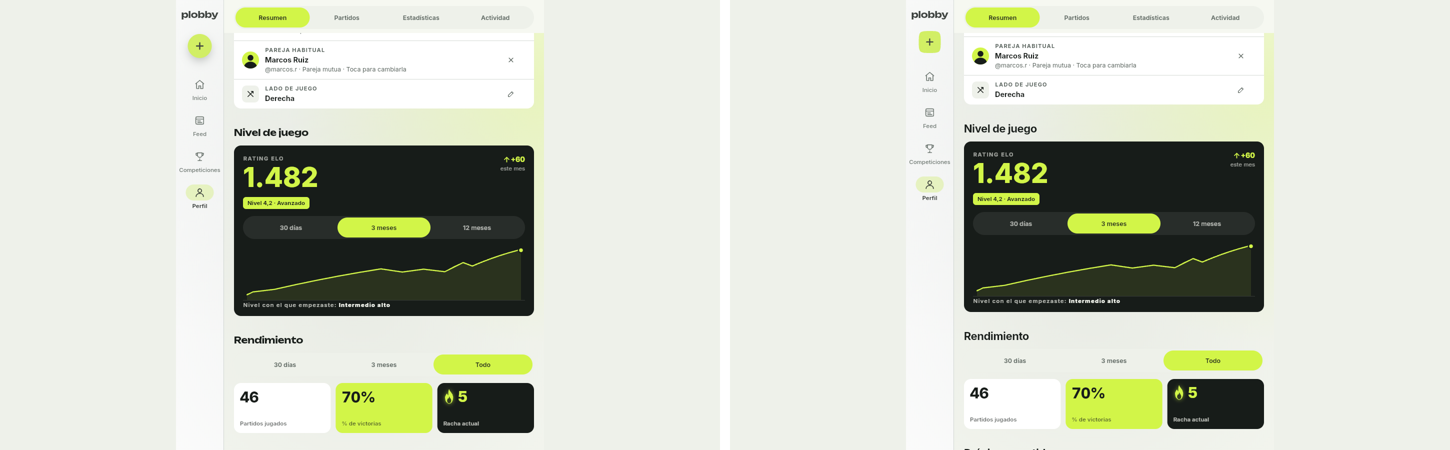 plobby
Inicio
Feed
Competiciones
Perfil
Resumen
Partidos
Estadísticas
Actividad
PAREJA HABITUAL
Marcos Ruiz
@marcos.r · Pareja mutua · Toca para cambiarla
LADO DE JUEGO
Derecha
Nivel de juego
RATING ELO
1.482
+60
este mes
Nivel 4,2 · Avanzado
30 días
3 meses
12 meses
Nivel con el que empezaste: Intermedio alto
Rendimiento
30 días
3 meses
Todo
46
Partidos jugados
70%
% de victorias
5
Racha actual
plobby
Inicio
Feed
Competiciones
Perfil
Resumen
Partidos
Estadísticas
Actividad
PAREJA HABITUAL
Marcos Ruiz
@marcos.r · Pareja mutua · Toca para cambiarla
LADO DE JUEGO
Derecha
Nivel de juego
RATING ELO
1.482
+60
este mes
Nivel 4,2 · Avanzado
30 días
3 meses
12 meses
Nivel con el que empezaste: Intermedio alto
Rendimiento
30 días
3 meses
Todo
46
Partidos jugados
70%
% de victorias
5
Racha actual